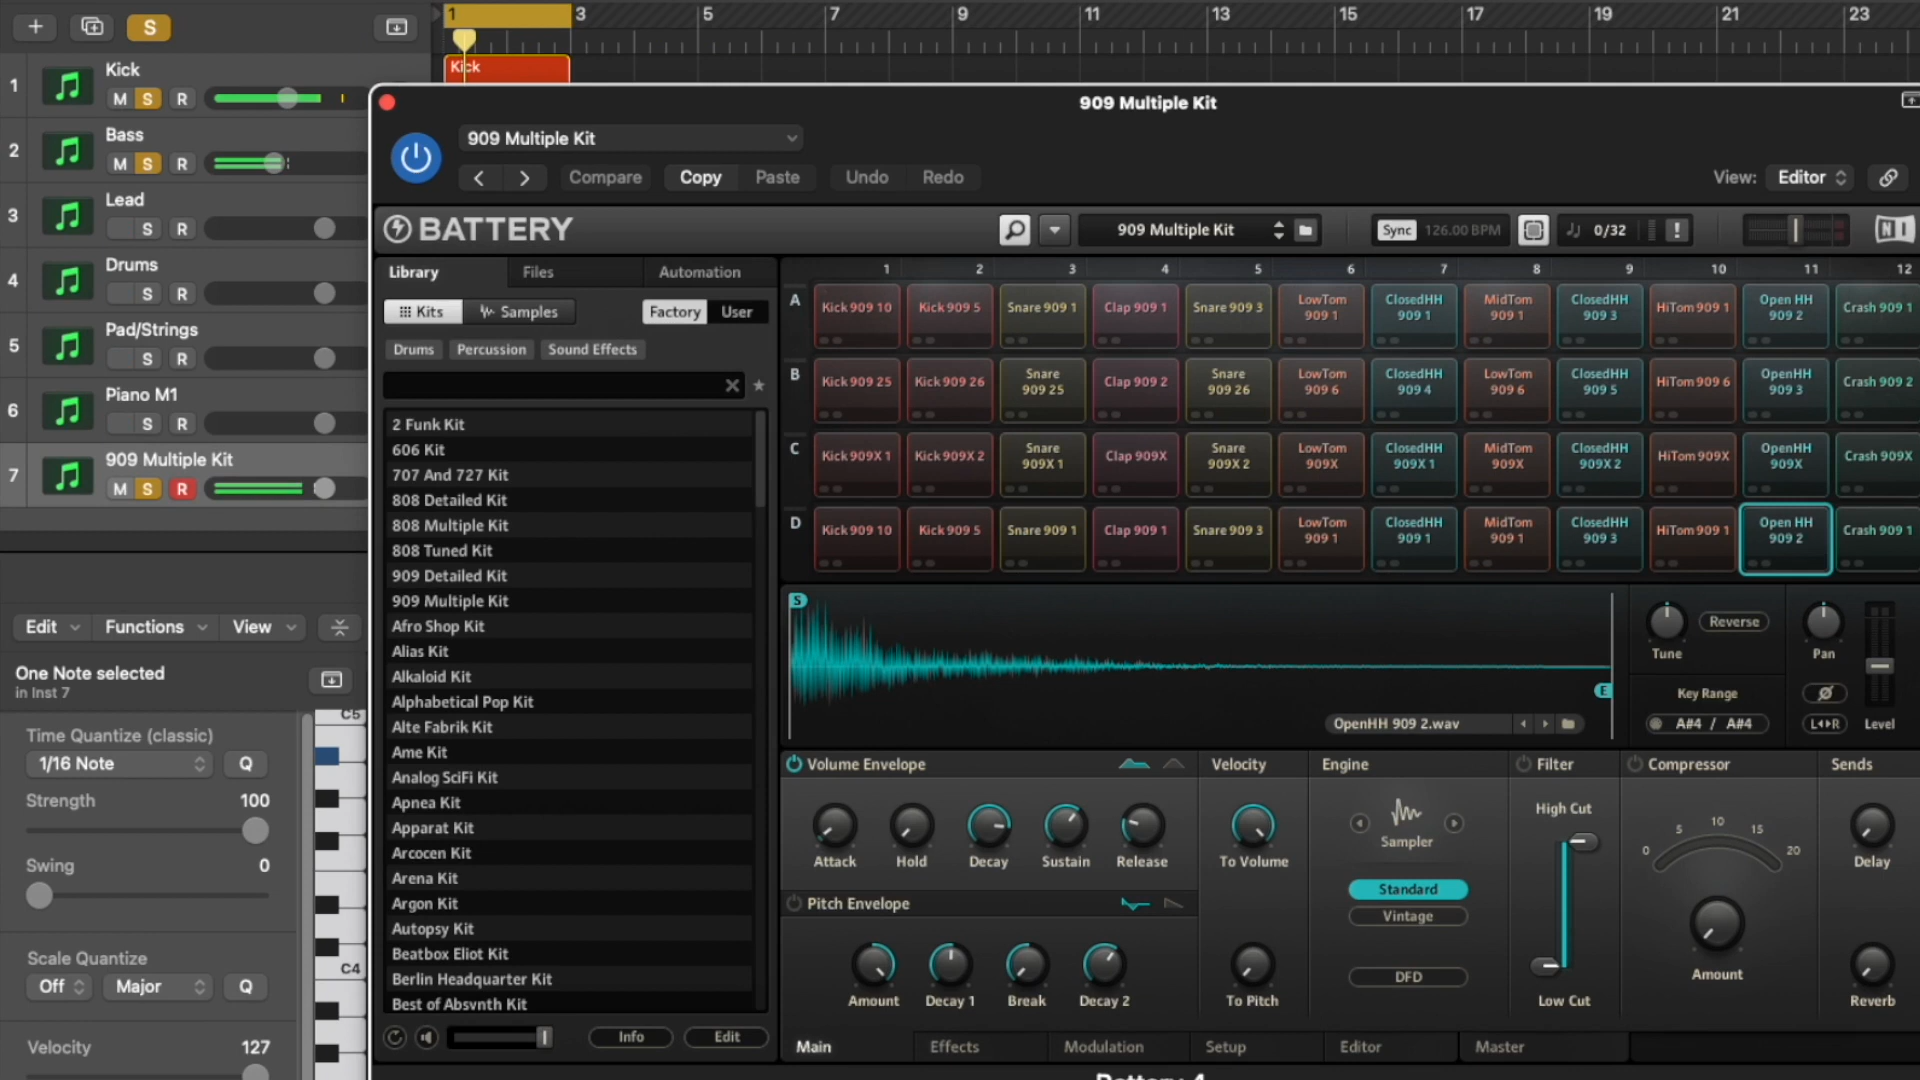 1 3 5 7 9 11 13 15 17 19 21 23
S
Kick
1 Kick
M S R
2 Bass
M S R
3 Lead
S R
4 Drums
S R
5 Pad/Strings
S R
6 Piano M1
S R
7 909 Multiple Kit
M S R
909 Multiple Kit
909 Multiple Kit
Compare Copy Paste Undo Redo
View: Editor
BATTERY
909 Multiple Kit
Sync 126.00 BPM
0/32
!
NI
Library Files Automation
Kits Samples Factory User
Drums Percussion Sound Effects
2 Funk Kit
606 Kit
707 And 727 Kit
808 Detailed Kit
808 Multiple Kit
808 Tuned Kit
909 Detailed Kit
909 Multiple Kit
Afro Shop Kit
Alias Kit
Alkaloid Kit
Alphabetical Pop Kit
Alte Fabrik Kit
Ame Kit
Analog SciFi Kit
Apnea Kit
Apparat Kit
Arcocen Kit
Arena Kit
Argon Kit
Autopsy Kit
Beatbox Eliot Kit
Berlin Headquarter Kit
Best of Absynth Kit
Info Edit
1 2 3 4 5 6 7 8 9 10 11 12
A Kick 909 10 Kick 909 5 Snare 909 1 Clap 909 1 Snare 909 3 LowTom 909 1 ClosedHH 909 1 MidTom 909 1 ClosedHH 909 3 HiTom 909 1 Open HH 909 2 Crash 909 1
B Kick 909 25 Kick 909 26 Snare 909 25 Clap 909 2 Snare 909 26 LowTom 909 6 ClosedHH 909 4 LowTom 909 6 ClosedHH 909 5 HiTom 909 6 OpenHH 909 3 Crash 909 2
C Kick 909X 1 Kick 909X 2 Snare 909X 1 Clap 909X Snare 909X 2 LowTom 909X ClosedHH 909X 1 MidTom 909X ClosedHH 909X 2 HiTom 909X OpenHH 909X Crash 909X
D Kick 909 10 Kick 909 5 Snare 909 1 Clap 909 1 Snare 909 3 LowTom 909 1 ClosedHH 909 1 MidTom 909 1 ClosedHH 909 3 HiTom 909 1 Open HH 909 2 Crash 909 1
S
E
OpenHH 909 2.wav
Tune Reverse
Key Range
A#4 / A#4
Pan
L R
Level
Volume Envelope Velocity Engine Filter Compressor Sends
Attack Hold Decay Sustain Release
To Volume
Sampler
Standard
Vintage
DFD
High Cut
Low Cut
0 5 10 15 20
Amount
Delay
Reverb
Pitch Envelope
Amount Decay 1 Break Decay 2
To Pitch
Main Effects Modulation Setup Editor Master
Edit Functions View
One Note selected
in Inst 7
Time Quantize (classic)
1/16 Note Q
Strength 100
Swing 0
Scale Quantize
Off Major Q
Velocity 127
C5
C4